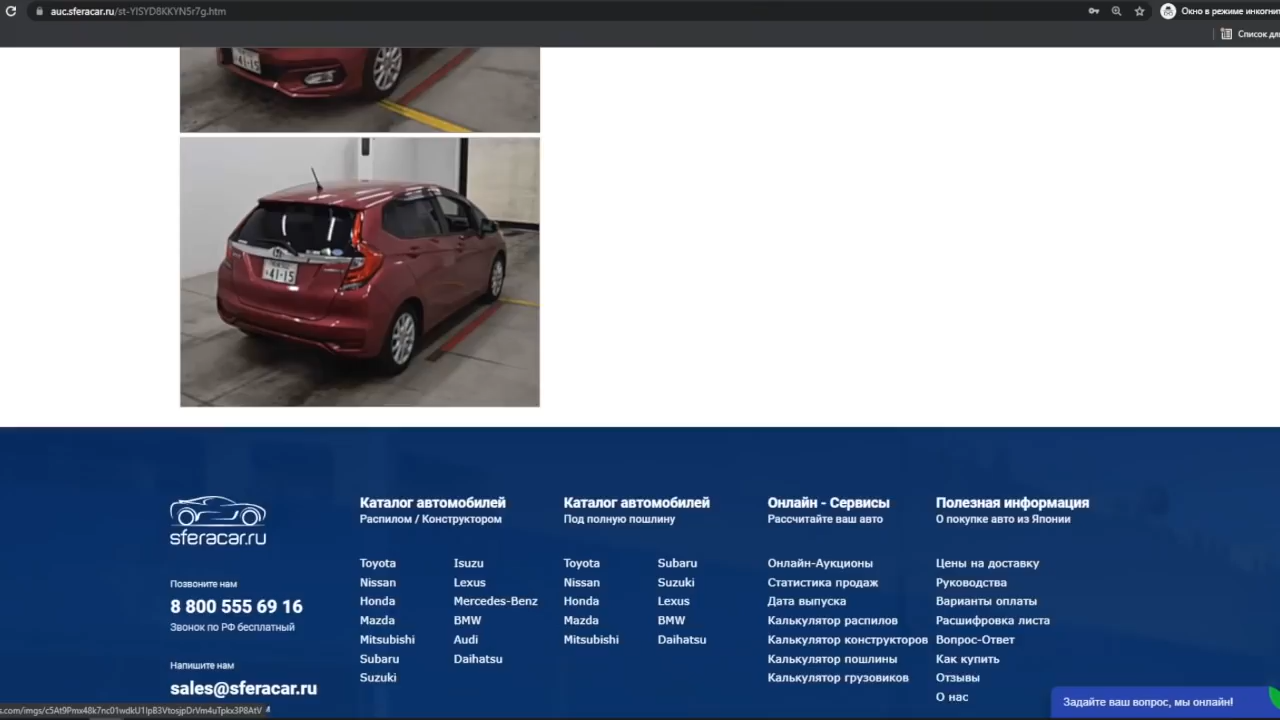 auc.sferacar.ru/st-YlSYD8KKYN5r7g.htm
Окно в режиме инкогнит
Список дл
41-15
41-15
sferacar.ru
Позвоните нам
8 800 555 69 16
Звонок по РФ бесплатный
Напишите нам
sales@sferacar.ru
Каталог автомобилей
Распилом / Конструктором
Toyota
Nissan
Honda
Mazda
Mitsubishi
Subaru
Suzuki
Isuzu
Lexus
Mercedes-Benz
BMW
Audi
Daihatsu
Каталог автомобилей
Под полную пошлину
Toyota
Nissan
Honda
Mazda
Mitsubishi
Subaru
Suzuki
Lexus
BMW
Daihatsu
Онлайн - Сервисы
Рассчитайте ваш авто
Онлайн-Аукционы
Статистика продаж
Дата выпуска
Калькулятор распилов
Калькулятор конструкторов
Калькулятор пошлины
Калькулятор грузовиков
Полезная информация
О покупке авто из Японии
Цены на доставку
Руководства
Варианты оплаты
Расшифровка листа
Вопрос-Ответ
Как купить
Отзывы
О нас
Задайте ваш вопрос, мы онлайн!